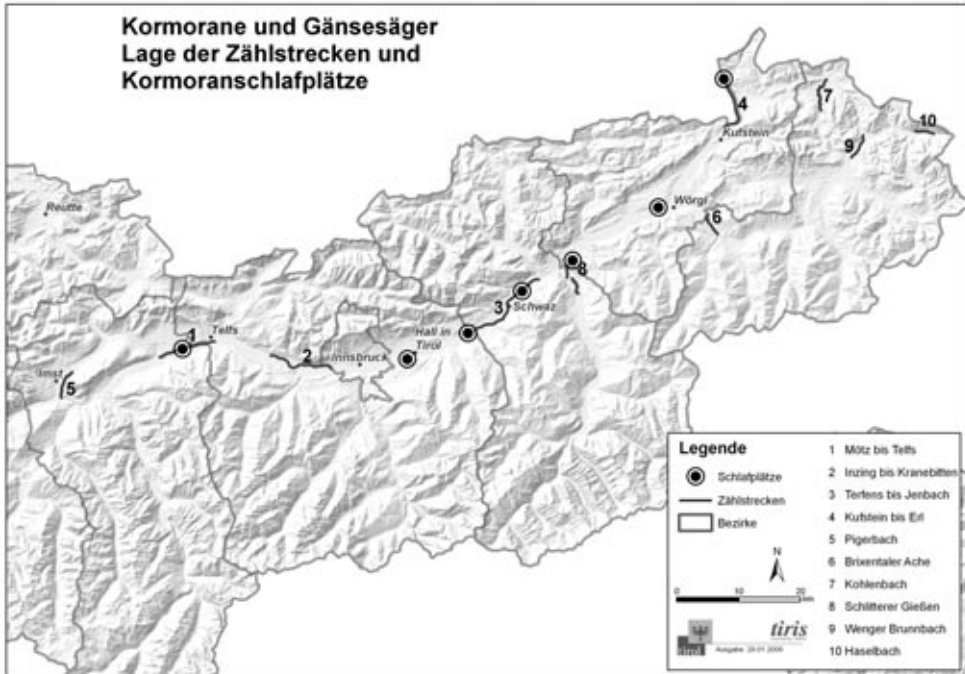 Kormorane und Gänsesäger
Lage der Zählstrecken und
Kormoranschlafplätze
4
7
10
Kufstein
9
Reutte
Wörgl
6
8
3
Schwaz
Hall in
Tirol
1
Telfs
2
Innsbruck
Imst
5
Legende
Schlafplätze
Zählstrecken
Bezirke
N
0 10 20
km
tirol
tiris
Ausgabe
1 Mötz bis Telfs
2 Inzing bis Kranebitten
3 Terfens bis Jenbach
4 Kufstein bis Erl
5 Pigerbach
6 Brixentaler Ache
7 Kohlenbach
8 Schlitterer Gießen
9 Wenger Brunnbach
10 Haselbach